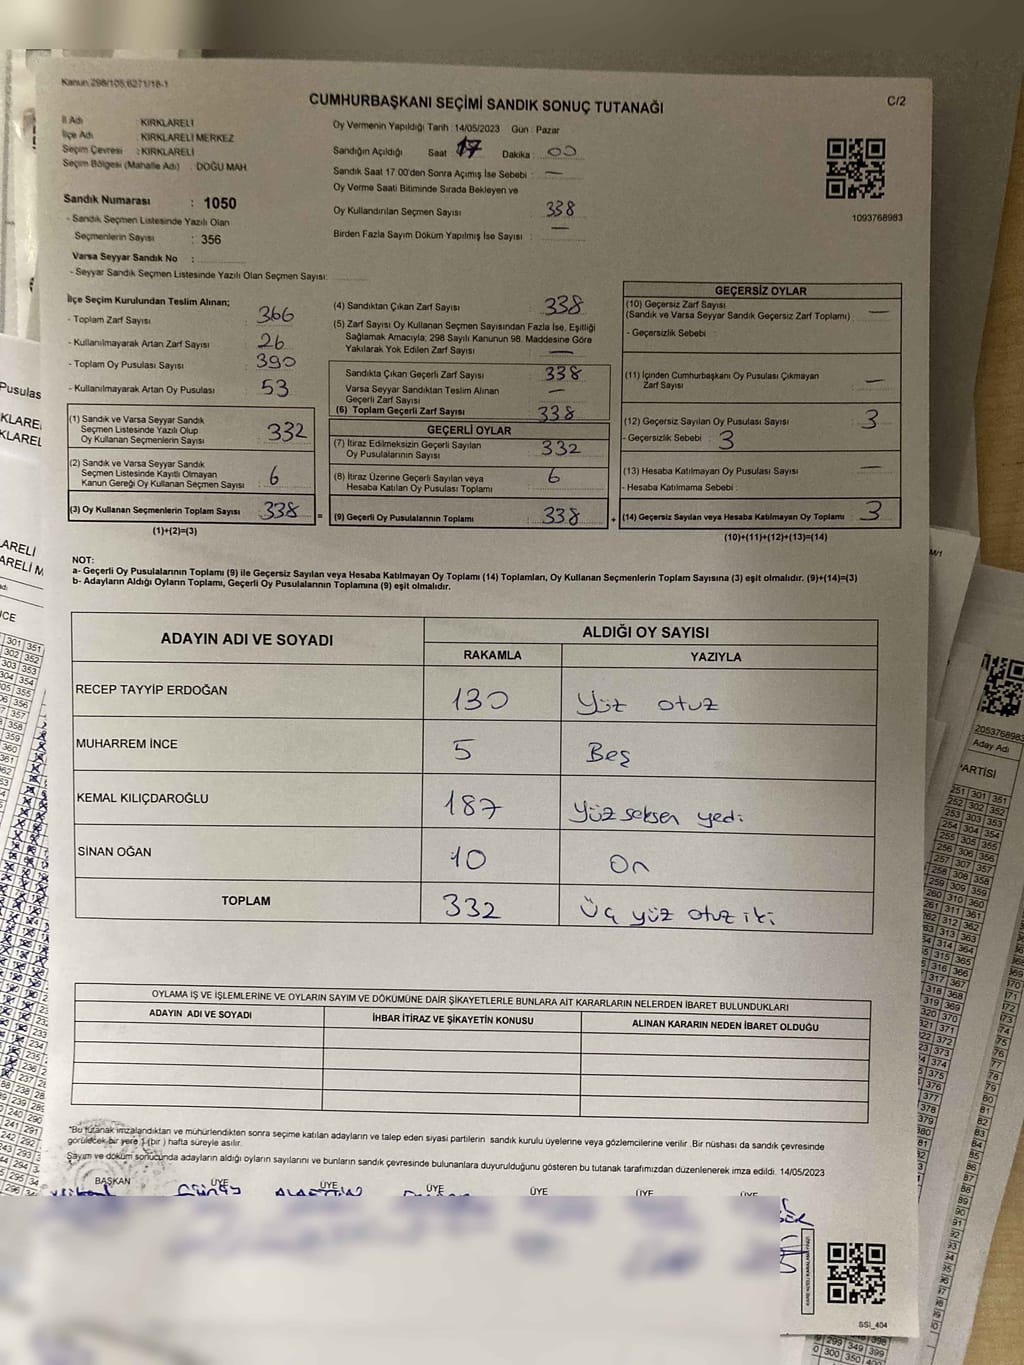 Kanun:298/105;6271/18-1
CUMHURBAŞKANI SEÇİMİ SANDIK SONUÇ TUTANAĞI
C/2
İl Adı : KIRKLARELİ
İlçe Adı : KIRKLARELİ MERKEZ
Seçim Çevresi : KIRKLARELİ
Seçim Bölgesi (Mahalle Adı) : DOĞU MAH
Sandık Numarası : 1050
- Sandık Seçmen Listesinde Yazılı Olan
Seçmenlerin Sayısı : 356
Varsa Seyyar Sandık No :
- Seyyar Sandık Seçmen Listesinde Yazılı Olan Seçmen Sayısı:
Oy Vermenin Yapıldığı Tarih : 14/05/2023 Gün : Pazar
Sandığın Açıldığı Saat 17 Dakika : 00
Sandık Saat 17.00'den Sonra Açımış İse Sebebi : —
Oy Verme Saati Bitiminde Sırada Bekleyen ve
Oy Kullandırılan Seçmen Sayısı 338
Birden Fazla Sayım Döküm Yapılmış İse Sayısı : —
1093768983
İlçe Seçim Kurulundan Teslim Alınan;
- Toplam Zarf Sayısı 366
- Kullanılmayarak Artan Zarf Sayısı 26
- Toplam Oy Pusulası Sayısı 390
- Kullanılmayarak Artan Oy Pusulası 53
(1) Sandık ve Varsa Seyyar Sandık
Seçmen Listesinde Yazılı Olup
Oy Kullanan Seçmenlerin Sayısı 332
(2) Sandık ve Varsa Seyyar Sandık
Seçmen Listesinde Kayıtlı Olmayan
Kanun Gereği Oy Kullanan Seçmen Sayısı 6
(3) Oy Kullanan Seçmenlerin Toplam Sayısı 338 =
(1)+(2)=(3)
(4) Sandıktan Çıkan Zarf Sayısı 338
(5) Zarf Sayısı Oy Kullanan Seçmen Sayısından Fazla İse, Eşitliği
Sağlamak Amacıyla; 298 Sayılı Kanunun 98. Maddesine Göre
Yakılarak Yok Edilen Zarf Sayısı —
Sandıkta Çıkan Geçerli Zarf Sayısı 338
Varsa Seyyar Sandıktan Teslim Alınan
Geçerli Zarf Sayısı —
(6) Toplam Geçerli Zarf Sayısı 338
GEÇERLİ OYLAR
(7) İtiraz Edilmeksizin Geçerli Sayılan
Oy Pusulalarının Sayısı 332
(8) İtiraz Üzerine Geçerli Sayılan veya
Hesaba Katılan Oy Pusulası Toplamı 6
(9) Geçerli Oy Pusulalarının Toplamı 338 +
GEÇERSİZ OYLAR
(10) Geçersiz Zarf Sayısı
(Sandık ve Varsa Seyyar Sandık Geçersiz Zarf Toplamı) —
- Geçersizlik Sebebi :
(11) İçinden Cumhurbaşkanı Oy Pusulası Çıkmayan
Zarf Sayısı —
(12) Geçersiz Sayılan Oy Pusulası Sayısı 3
- Geçersizlik Sebebi : 3
(13) Hesaba Katılmayan Oy Pusulası Sayısı —
- Hesaba Katılmama Sebebi :
(14) Geçersiz Sayılan veya Hesaba Katılmayan Oy Toplamı 3
(10)+(11)+(12)+(13)=(14)
NOT:
a- Geçerli Oy Pusulalarının Toplamı (9) ile Geçersiz Sayılan veya Hesaba Katılmayan Oy Toplamı (14) Toplamları, Oy Kullanan Seçmenlerin Toplam Sayısına (3) eşit olmalıdır. (9)+(14)=(3)
b- Adayların Aldığı Oyların Toplamı, Geçerli Oy Pusulalarının Toplamına (9) eşit olmalıdır.
ADAYIN ADI VE SOYADI
ALDIĞI OY SAYISI
RAKAMLA YAZIYLA
RECEP TAYYİP ERDOĞAN 130 Yüz otuz
MUHARREM İNCE 5 Beş
KEMAL KILIÇDAROĞLU 187 Yüz seksen yedi
SİNAN OĞAN 10 On
TOPLAM 332 Üç yüz otuz iki
OYLAMA İŞ VE İŞLEMLERİNE VE OYLARIN SAYIM VE DÖKÜMÜNE DAİR ŞİKAYETLERLE BUNLARA AİT KARARLARIN NELERDEN İBARET BULUNDUKLARI
ADAYIN ADI VE SOYADI İHBAR İTİRAZ VE ŞİKAYETİN KONUSU ALINAN KARARIN NEDEN İBARET OLDUĞU
*Bu tutanak imzalandıktan ve mühürlendikten sonra seçime katılan adayların ve talep eden siyasi partilerin sandık kurulu üyelerine veya gözlemcilerine verilir. Bir nüshası da sandık çevresinde
görülecek bir yere 1 (bir) hafta süreyle asılır.
Sayım ve döküm sonucunda adayların aldığı oyların sayılarını ve bunların sandık çevresinde bulunanlara duyurulduğunu gösteren bu tutanak tarafımızdan düzenlenerek imza edildi. 14/05/2023
BAŞKAN ÜYE ÜYE ÜYE ÜYE ÜYE ÜYE
SSİ_404